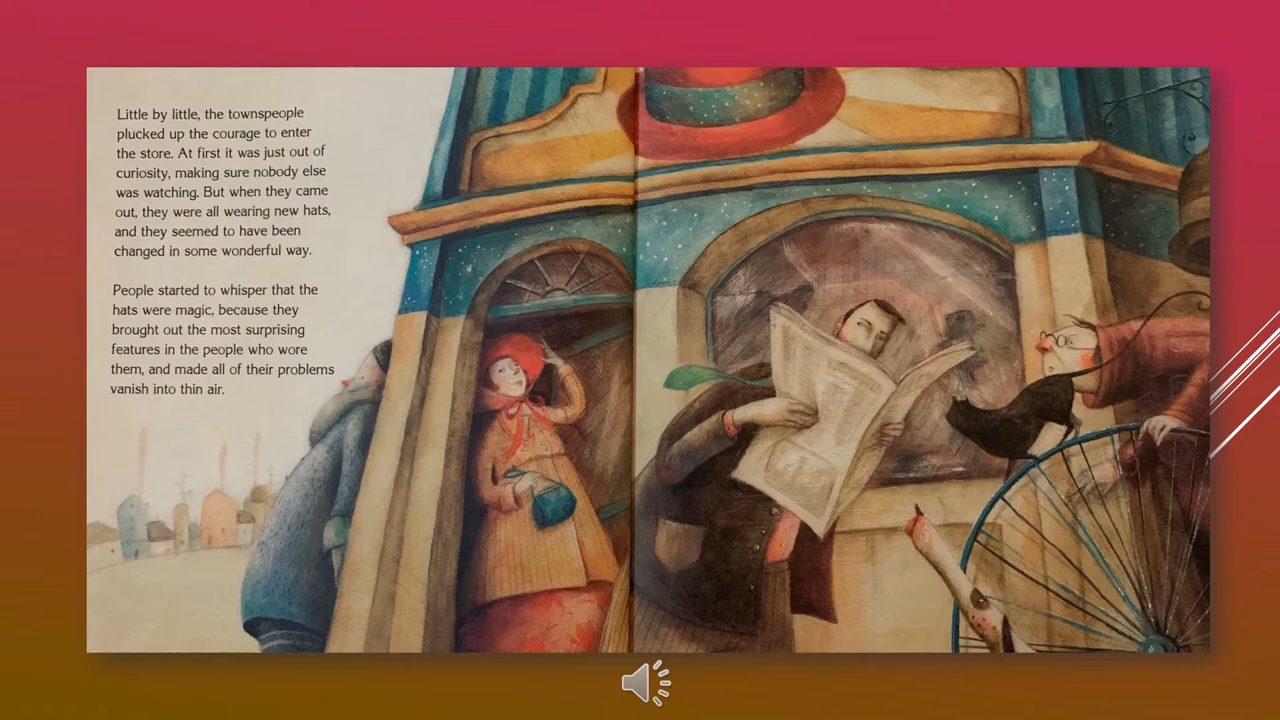 Little by little, the townspeople
plucked up the courage to enter
the store. At first it was just out of
curiosity, making sure nobody else
was watching. But when they came
out, they were all wearing new hats,
and they seemed to have been
changed in some wonderful way.
People started to whisper that the
hats were magic, because they
brought out the most surprising
features in the people who wore
them, and made all of their problems
vanish into thin air.